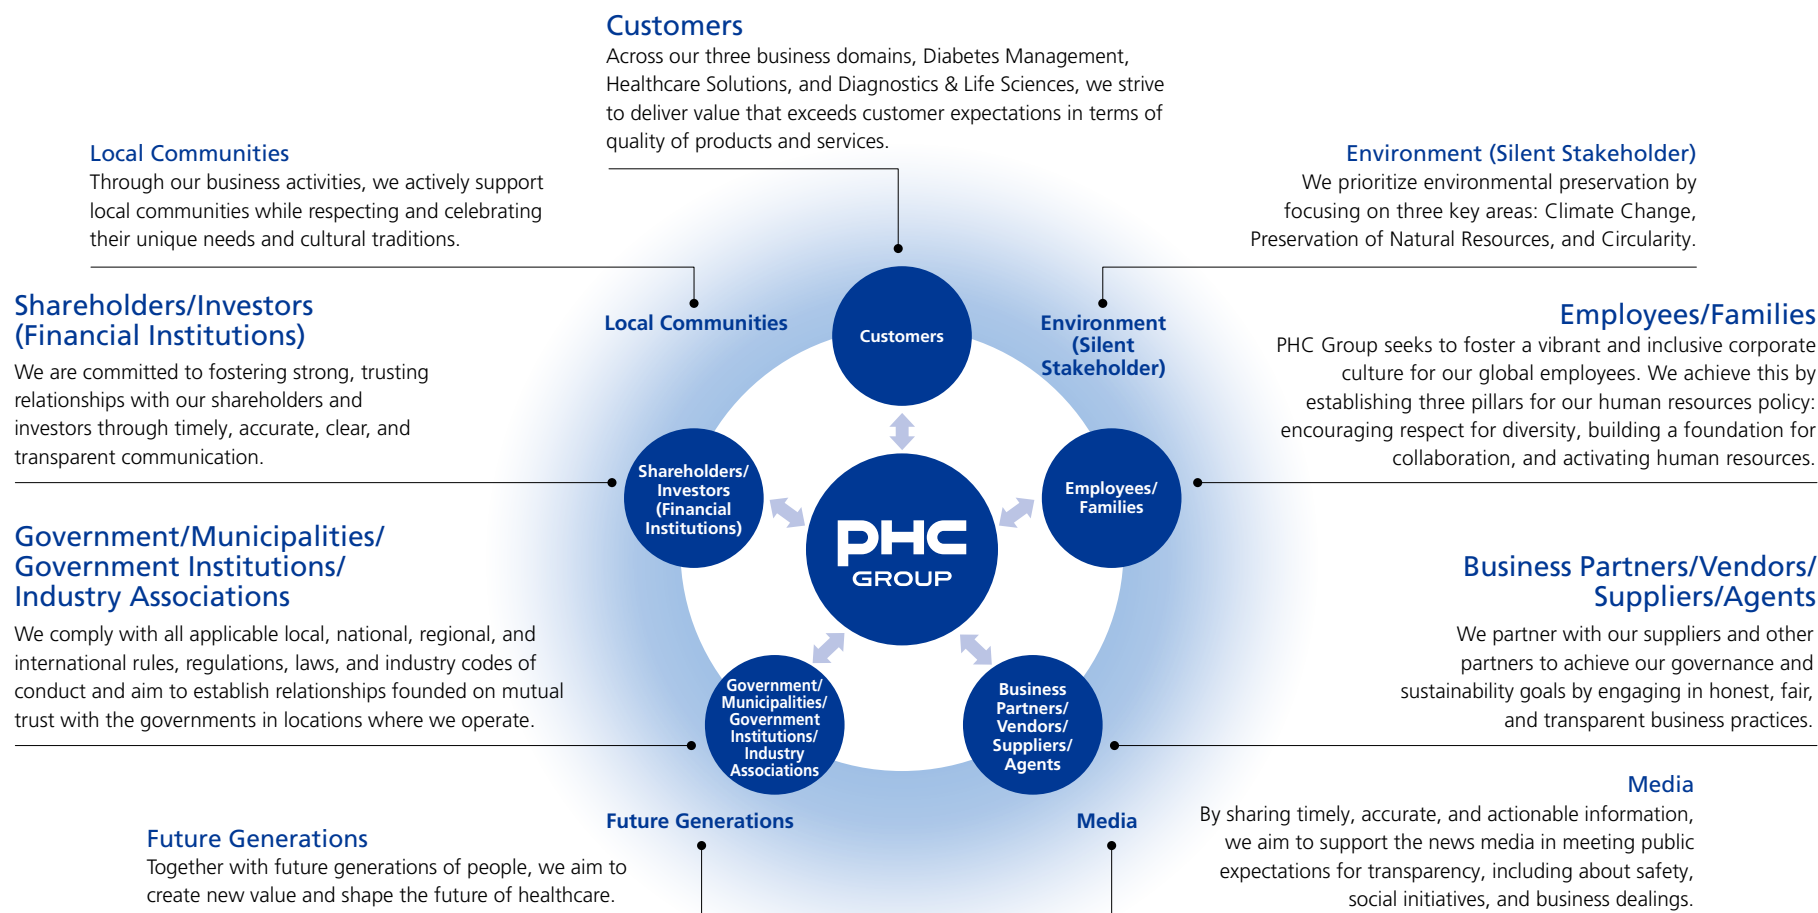 Customers
Across our three business domains, Diabetes Management,
Healthcare Solutions, and Diagnostics & Life Sciences, we strive
to deliver value that exceeds customer expectations in terms of
quality of products and services.
Local Communities
Through our business activities, we actively support
local communities while respecting and celebrating
their unique needs and cultural traditions.
Environment (Silent Stakeholder)
We prioritize environmental preservation by
focusing on three key areas: Climate Change,
Preservation of Natural Resources, and Circularity.
Shareholders/Investors
(Financial Institutions)
We are committed to fostering strong, trusting
relationships with our shareholders and
investors through timely, accurate, clear, and
transparent communication.
Local Communities
Customers
Environment
(Silent
Stakeholder)
Employees/Families
PHC Group seeks to foster a vibrant and inclusive corporate
culture for our global employees. We achieve this by
establishing three pillars for our human resources policy:
encouraging respect for diversity, building a foundation for
collaboration, and activating human resources.
Shareholders/
Investors
(Financial
Institutions)
PHC
GROUP
Employees/
Families
Government/Municipalities/
Government Institutions/
Industry Associations
We comply with all applicable local, national, regional, and
international rules, regulations, laws, and industry codes of
conduct and aim to establish relationships founded on mutual
trust with the governments in locations where we operate.
Government/
Municipalities/
Government
Institutions/
Industry
Associations
Business
Partners/
Vendors/
Suppliers/
Agents
Business Partners/Vendors/
Suppliers/Agents
We partner with our suppliers and other
partners to achieve our governance and
sustainability goals by engaging in honest, fair,
and transparent business practices.
Future Generations
Media
Future Generations
Together with future generations of people, we aim to
create new value and shape the future of healthcare.
Media
By sharing timely, accurate, and actionable information,
we aim to support the news media in meeting public
expectations for transparency, including about safety,
social initiatives, and business dealings.